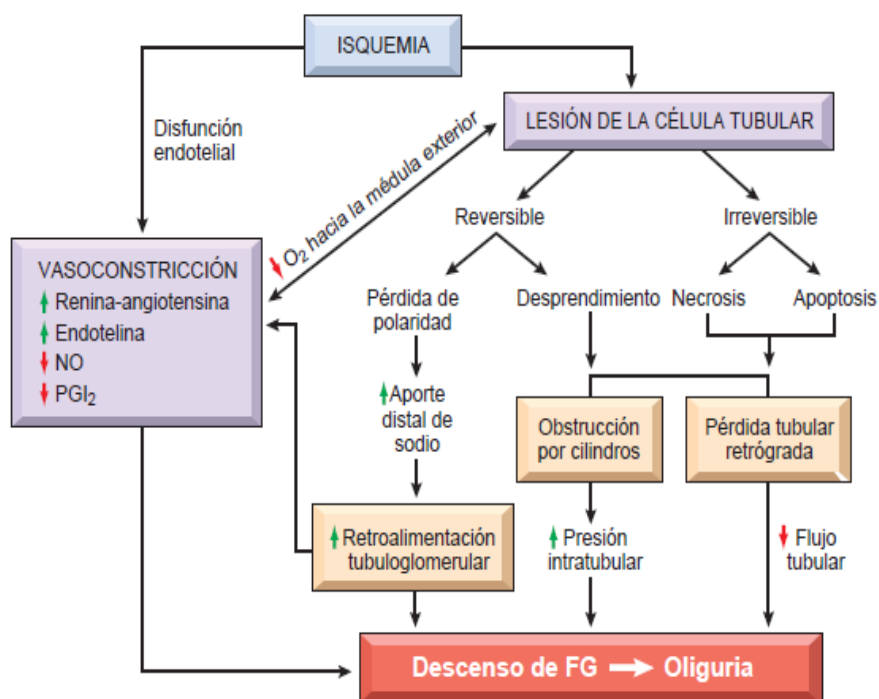 ISQUEMIA
Disfunción
endotelial
LESIÓN DE LA CÉLULA TUBULAR
O₂ hacia la médula exterior
Reversible
Irreversible
VASOCONSTRICCIÓN
Renina-angiotensina
Endotelina
NO
PGI₂
Pérdida de
polaridad
Desprendimiento
Necrosis
Apoptosis
Aporte
distal de
sodio
Obstrucción
por cilindros
Pérdida tubular
retrógrada
Retroalimentación
tubuloglomerular
Presión
intratubular
Flujo
tubular
Descenso de FG → Oliguria